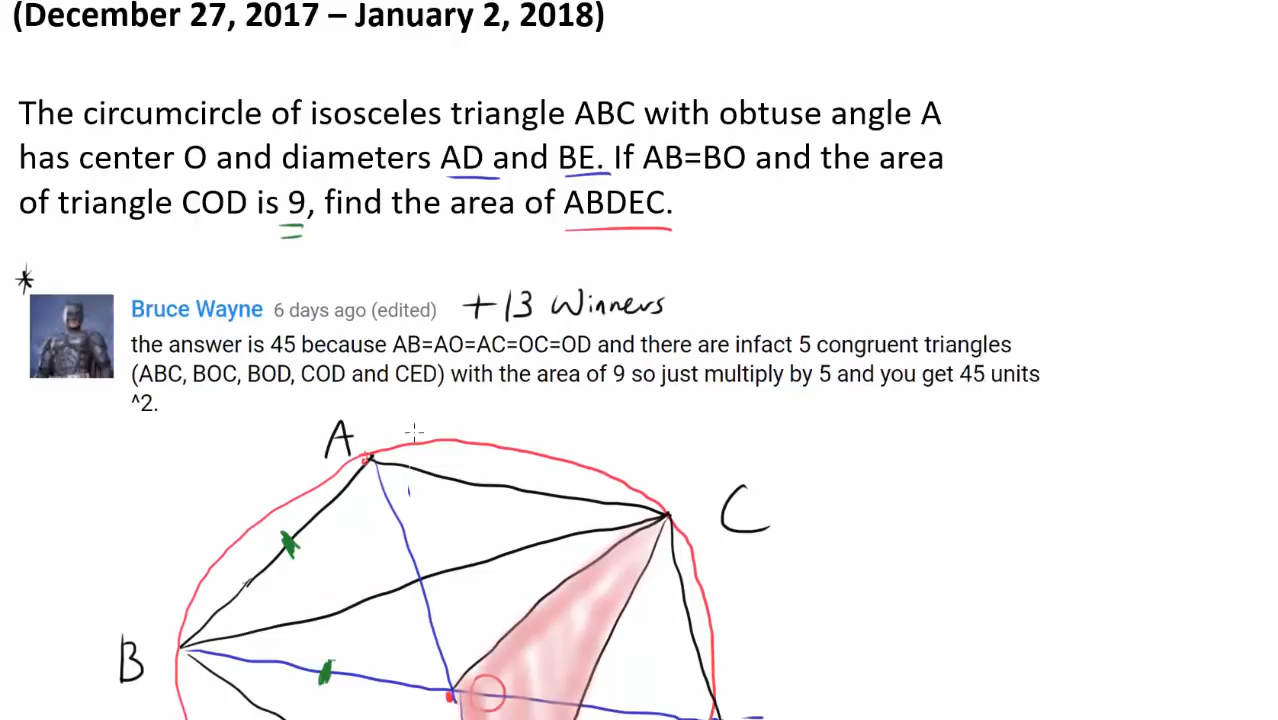 (December 27, 2017 – January 2, 2018)
The circumcircle of isosceles triangle ABC with obtuse angle A
has center O and diameters AD and BE. If AB=BO and the area
of triangle COD is 9, find the area of ABDEC.
*
Bruce Wayne 6 days ago (edited) +13 Winners
the answer is 45 because AB=AO=AC=OC=OD and there are infact 5 congruent triangles
(ABC, BOC, BOD, COD and CED) with the area of 9 so just multiply by 5 and you get 45 units
^2.
A
C
B